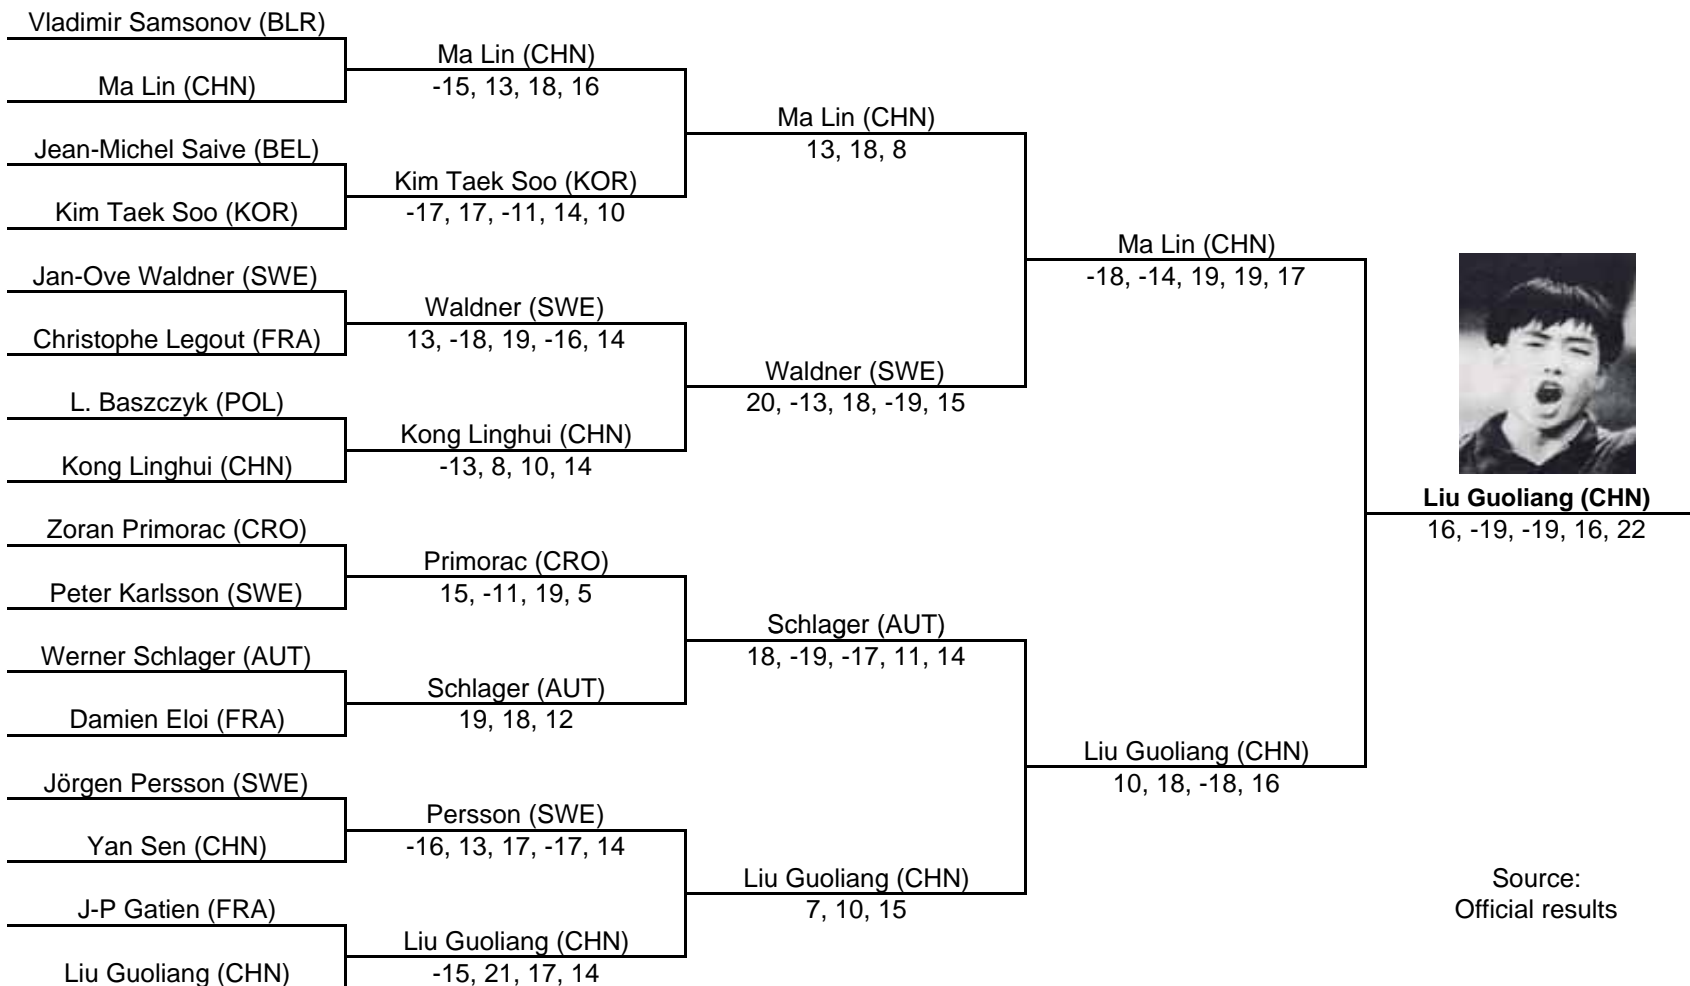 Vladimir Samsonov (BLR)
Ma Lin (CHN)
Jean-Michel Saive (BEL)
Kim Taek Soo (KOR)
Jan-Ove Waldner (SWE)
Christophe Legout (FRA)
L. Baszczyk (POL)
Kong Linghui (CHN)
Zoran Primorac (CRO)
Peter Karlsson (SWE)
Werner Schlager (AUT)
Damien Eloi (FRA)
Jörgen Persson (SWE)
Yan Sen (CHN)
J-P Gatien (FRA)
Liu Guoliang (CHN)
Ma Lin (CHN)
-15, 13, 18, 16
Kim Taek Soo (KOR)
-17, 17, -11, 14, 10
Waldner (SWE)
13, -18, 19, -16, 14
Kong Linghui (CHN)
-13, 8, 10, 14
Primorac (CRO)
15, -11, 19, 5
Schlager (AUT)
19, 18, 12
Persson (SWE)
-16, 13, 17, -17, 14
Liu Guoliang (CHN)
-15, 21, 17, 14
Ma Lin (CHN)
13, 18, 8
Waldner (SWE)
20, -13, 18, -19, 15
Schlager (AUT)
18, -19, -17, 11, 14
Liu Guoliang (CHN)
7, 10, 15
Ma Lin (CHN)
-18, -14, 19, 19, 17
Liu Guoliang (CHN)
10, 18, -18, 16
Liu Guoliang (CHN)
16, -19, -19, 16, 22
Source:
Official results